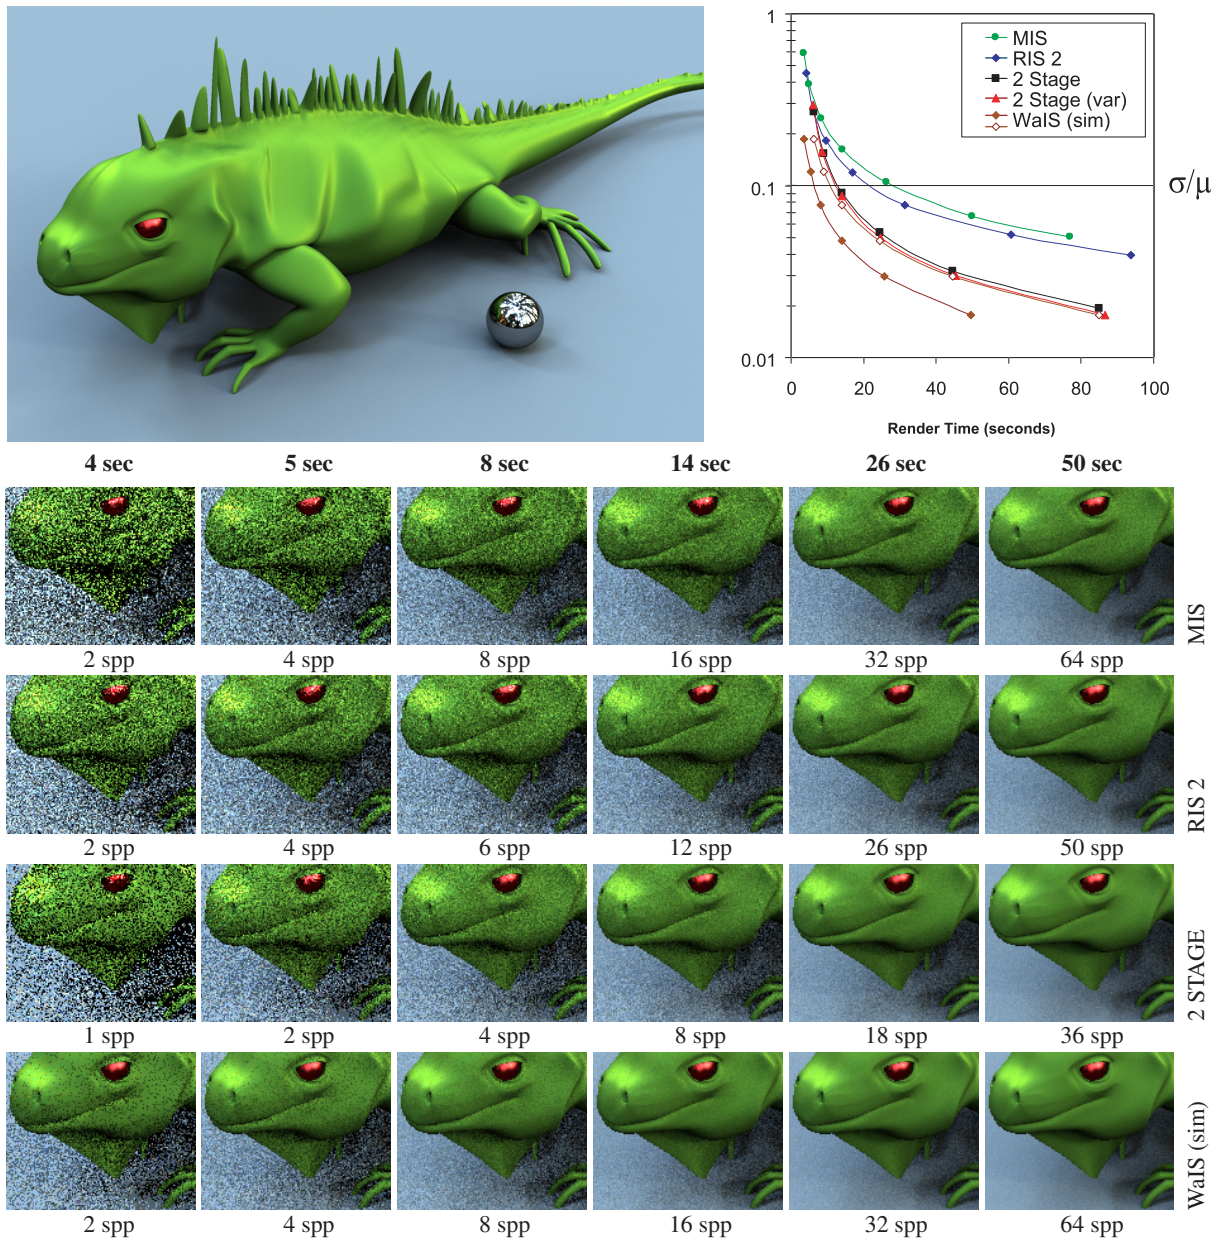 1
0.1
0.01
MIS
RIS 2
2 Stage
2 Stage (var)
WaIS (sim)
σ/μ
0 20 40 60 80 100
Render Time (seconds)
4 sec 5 sec 8 sec 14 sec 26 sec 50 sec
MIS
2 spp 4 spp 8 spp 16 spp 32 spp 64 spp
RIS 2
2 spp 4 spp 6 spp 12 spp 26 spp 50 spp
2 STAGE
1 spp 2 spp 4 spp 8 spp 18 spp 36 spp
WaIS (sim)
2 spp 4 spp 8 spp 16 spp 32 spp 64 spp